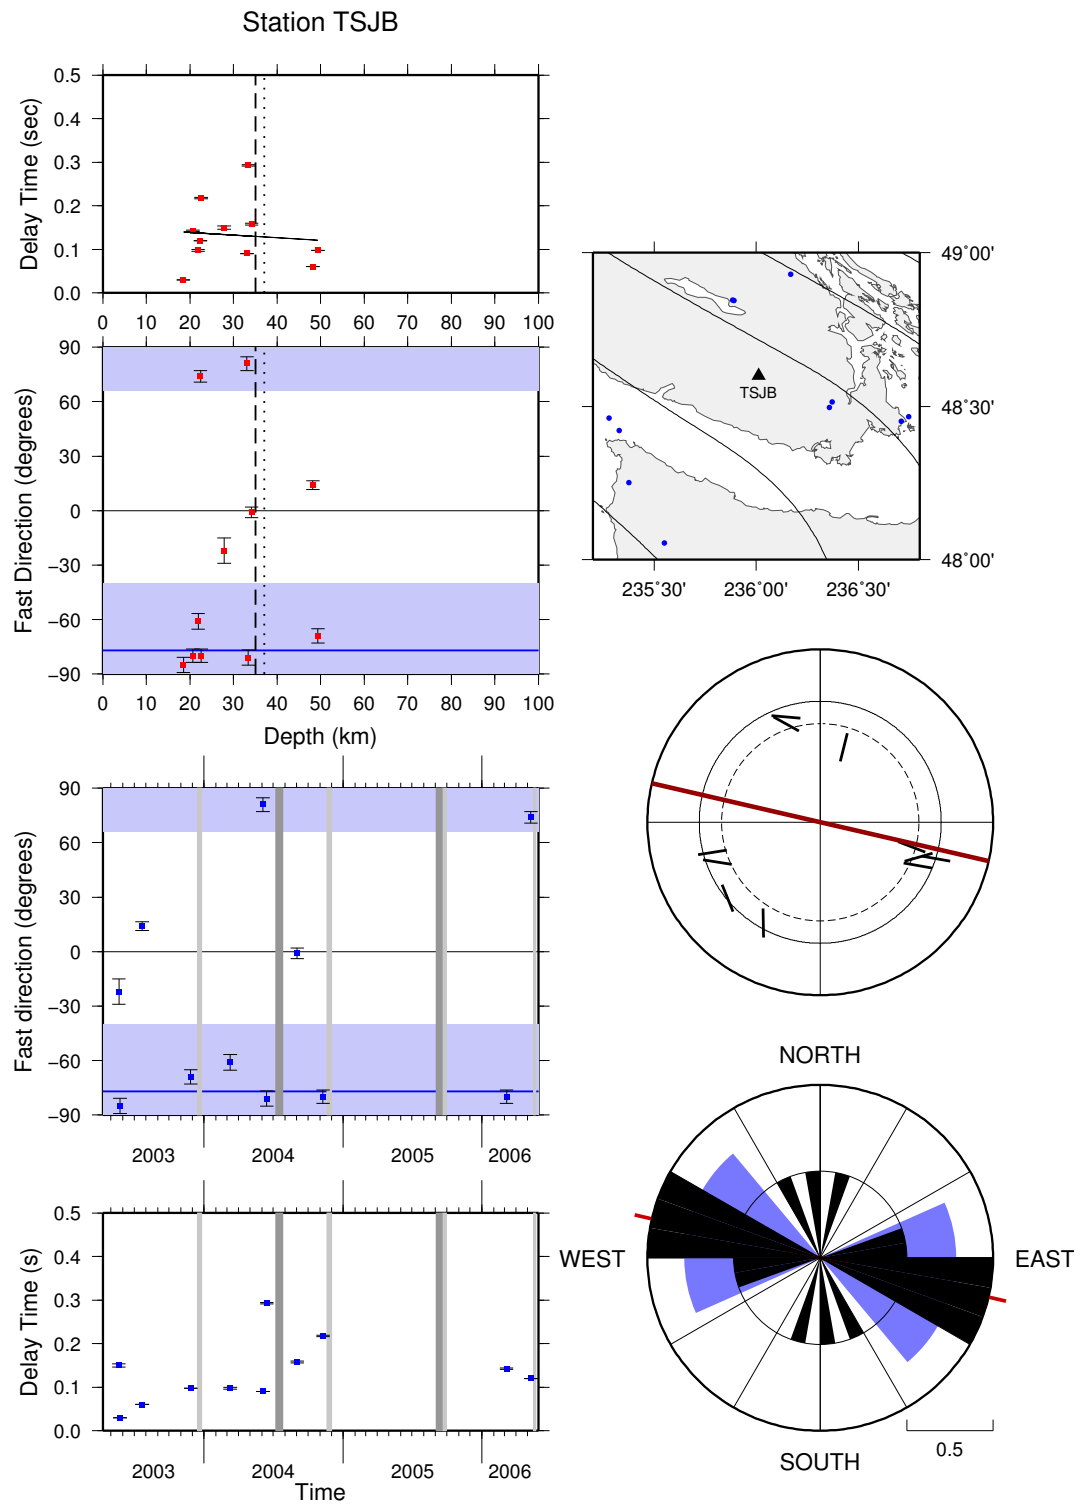 Station TSJB
Delay Time (sec)
0.5
0.4
0.3
0.2
0.1
0.0
0 10 20 30 40 50 60 70 80 90 100
Fast Direction (degrees)
90
60
30
0
−30
−60
−90
0 10 20 30 40 50 60 70 80 90 100
Depth (km)
TSJB
49˚00'
48˚30'
48˚00'
235˚30' 236˚00' 236˚30'
Fast direction (degrees)
90
60
30
0
−30
−60
−90
2003 2004 2005 2006
Delay Time (s)
0.5
0.4
0.3
0.2
0.1
0.0
2003 2004 2005 2006
Time
NORTH
WEST
EAST
SOUTH
0.5